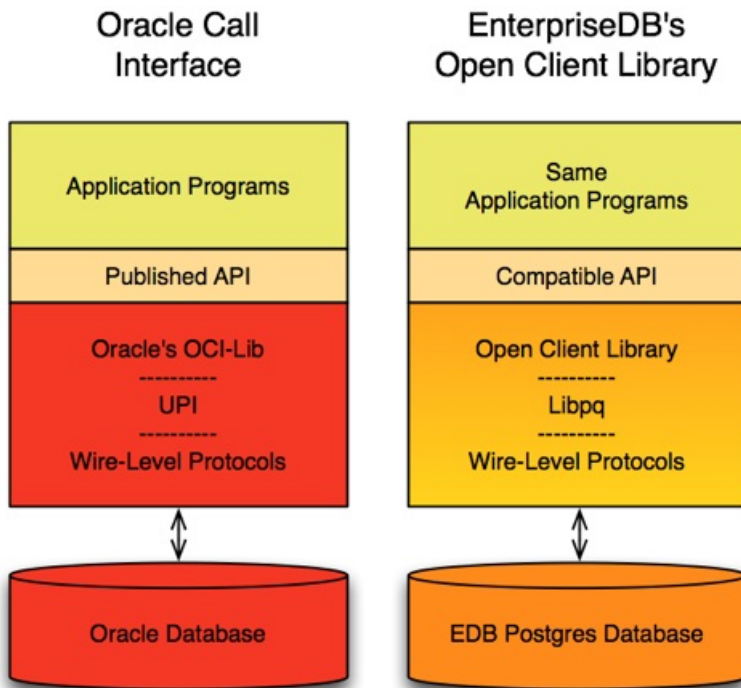 Oracle Call
Interface
Application Programs
Published API
Oracle's OCI-Lib
----------
UPI
----------
Wire-Level Protocols
Oracle Database
EnterpriseDB's
Open Client Library
Same
Application Programs
Compatible API
Open Client Library
----------
Libpq
----------
Wire-Level Protocols
EDB Postgres Database